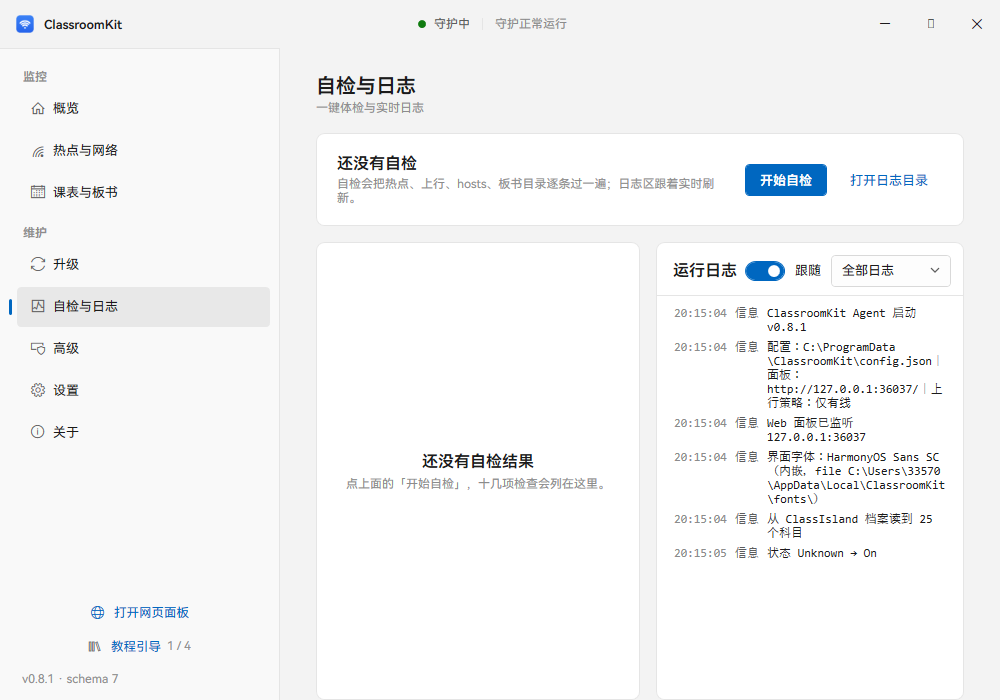 ClassroomKit
守护中
守护正常运行
监控
概览
热点与网络
课表与板书
维护
升级
自检与日志
高级
设置
关于
打开网页面板
教程引导 1 / 4
v0.8.1 · schema 7
自检与日志
一键体检与实时日志
还没有自检
自检会把热点、上行、hosts、板书目录逐条过一遍；日志区跟着实时刷
新。
开始自检
打开日志目录
还没有自检结果
点上面的「开始自检」，十几项检查会列在这里。
运行日志
跟随
全部日志
20:15:04 信息 ClassroomKit Agent 启动
v0.8.1
20:15:04 信息 配置：C:\ProgramData
\ClassroomKit\config.json｜
面板：
http://127.0.0.1:36037/｜上
行策略：仅有线
20:15:04 信息 Web 面板已监听
127.0.0.1:36037
20:15:04 信息 界面字体：HarmonyOS Sans SC
（内嵌，file C:\Users\33570
\AppData\Local\ClassroomKit
\fonts\）
20:15:04 信息 从 ClassIsland 档案读到 25
个科目
20:15:05 信息 状态 Unknown → On